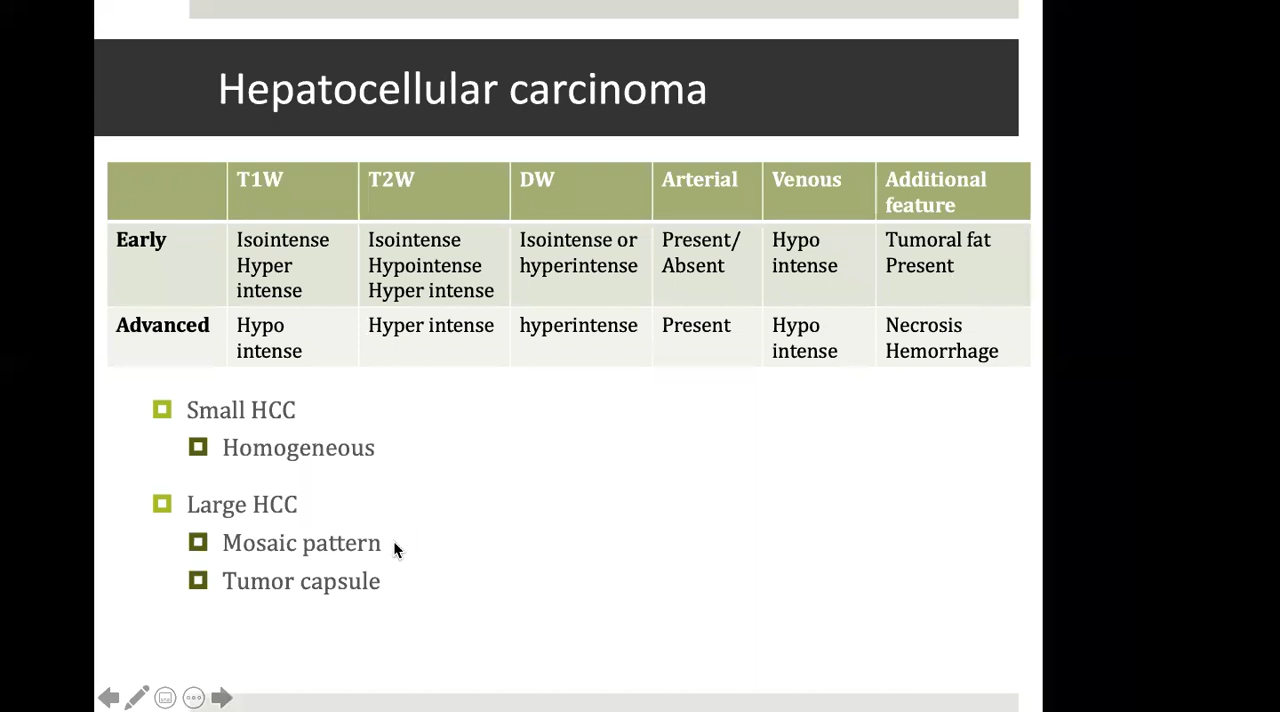 Hepatocellular carcinoma
T1W T2W DW Arterial Venous Additional
feature
Early Isointense Isointense Isointense or Present/ Hypo Tumoral fat
Hyper Hypointense hyperintense Absent intense Present
intense Hyper intense
Advanced Hypo Hyper intense hyperintense Present Hypo Necrosis
intense intense Hemorrhage
Small HCC
Homogeneous
Large HCC
Mosaic pattern
Tumor capsule